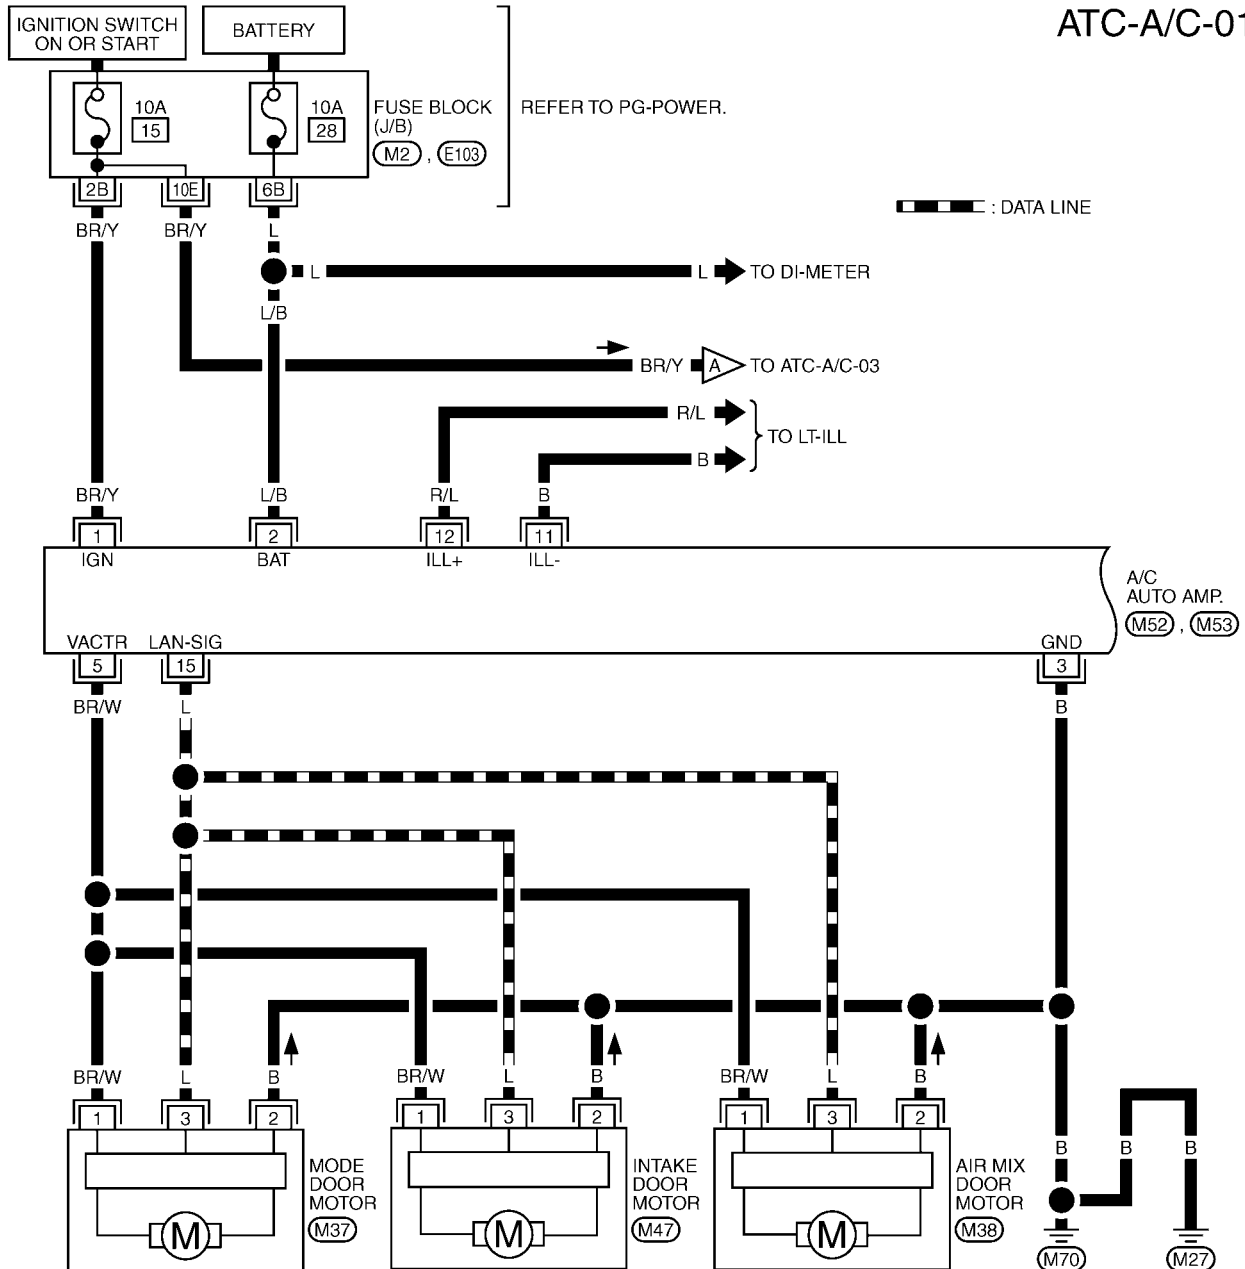 ATC-A/C-01
IGNITION SWITCH
ON OR START
BATTERY
10A
15
10A
28
FUSE BLOCK
(J/B)
M2 , E103
REFER TO PG-POWER.
2B
10E
6B
BR/Y
BR/Y
L
: DATA LINE
L
L
TO DI-METER
L/B
BR/Y
A
TO ATC-A/C-03
R/L
TO LT-ILL
B
BR/Y
L/B
R/L
B
1
2
12
11
IGN
BAT
ILL+
ILL-
A/C
AUTO AMP.
M52 , M53
VACTR
LAN-SIG
GND
5
15
3
BR/W
L
B
BR/W
L
B
BR/W
L
B
BR/W
L
B
1
3
2
1
3
2
1
3
2
B
B
B
MODE
DOOR
MOTOR
M37
M
INTAKE
DOOR
MOTOR
M47
M
AIR MIX
DOOR
MOTOR
M38
M
M70
M27